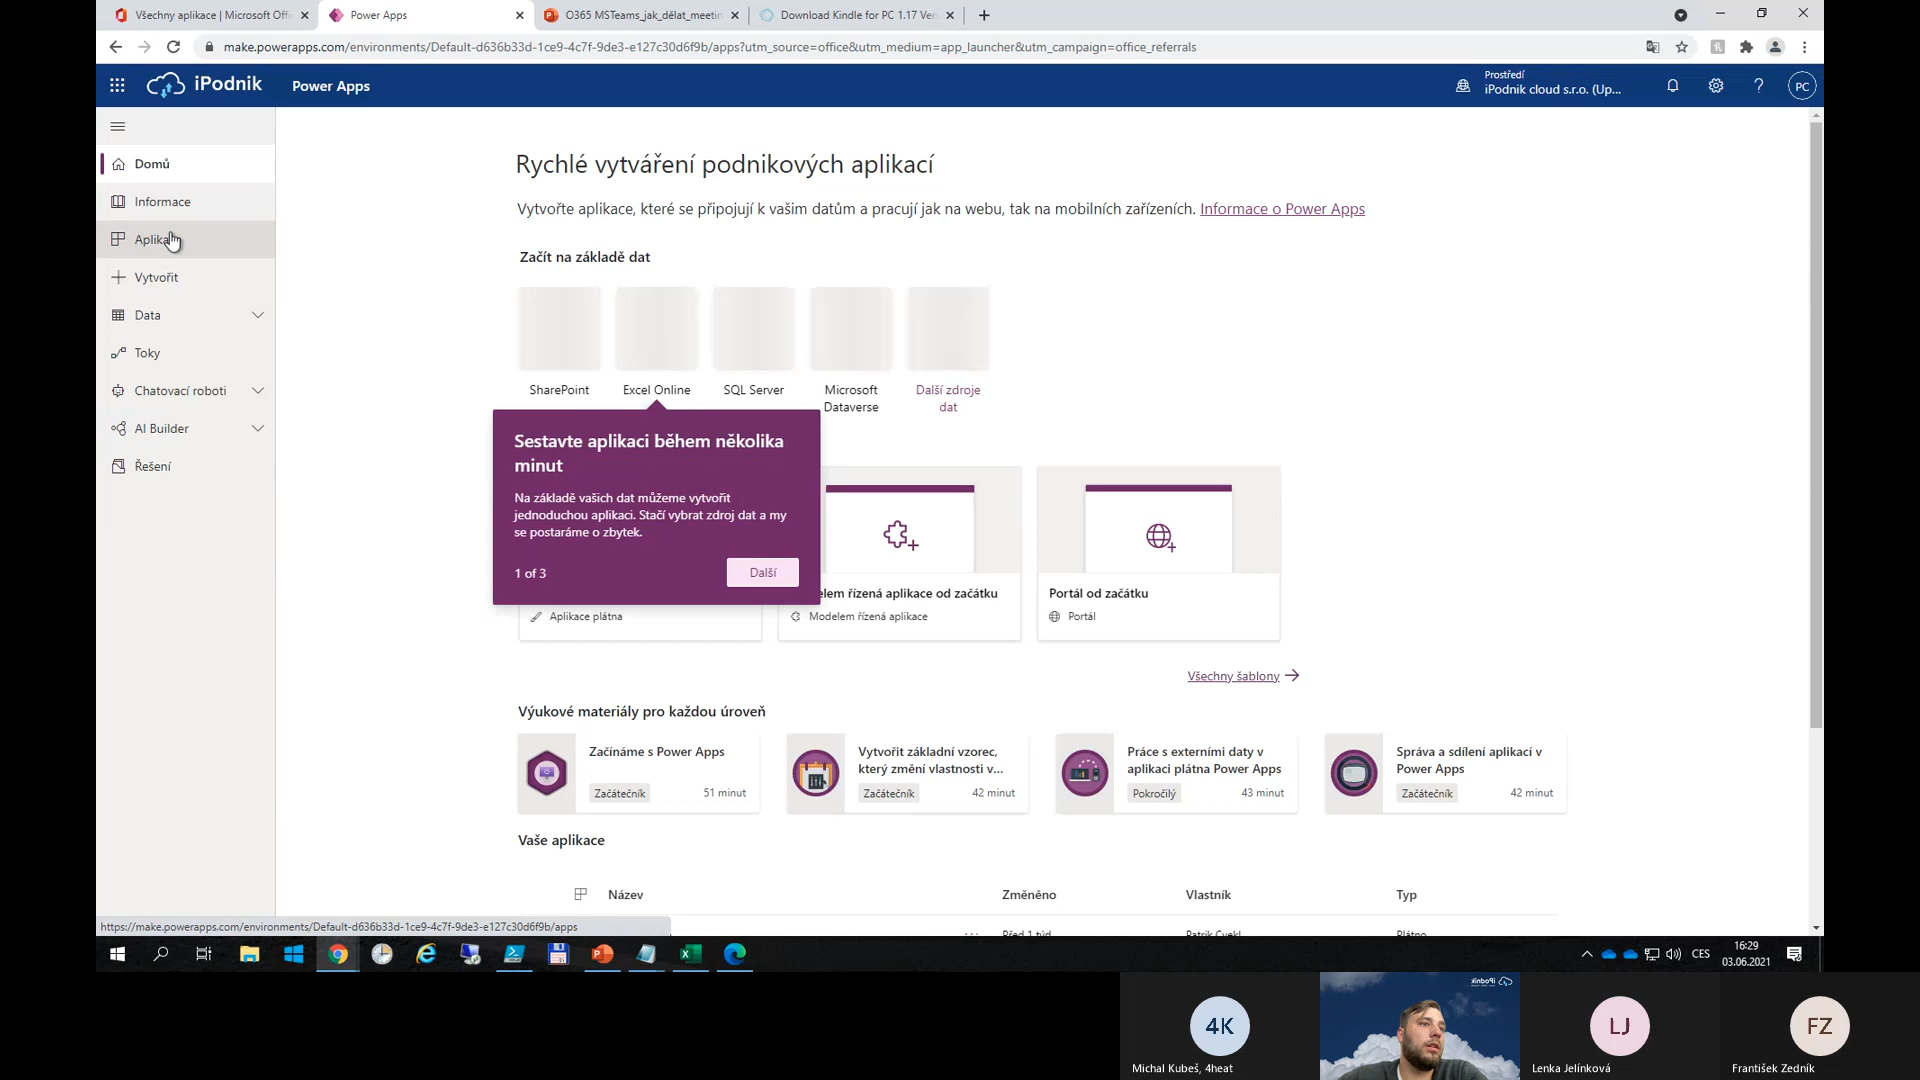 Všechny aplikace | Microsoft Offi
Power Apps
O365 MSTeams_jak_dělat_meetin
Download Kindle for PC 1.17 Ver
make.powerapps.com/environments/Default-d636b33d-1ce9-4c7f-9de3-e127c30d6f9b/apps?utm_source=office&utm_medium=app_launcher&utm_campaign=office_referrals
iPodnik
Power Apps
Prostředí
iPodnik cloud s.r.o. (Up...
PC
Domů
Informace
Aplika
Vytvořit
Data
Toky
Chatovací roboti
AI Builder
Řešení
Rychlé vytváření podnikových aplikací
Vytvořte aplikace, které se připojují k vašim datům a pracují jak na webu, tak na mobilních zařízeních. Informace o Power Apps
Začít na základě dat
SharePoint
Excel Online
SQL Server
Microsoft
Dataverse
Další zdroje
dat
Sestavte aplikaci během několika
minut
Na základě vašich dat můžeme vytvořit
jednoduchou aplikaci. Stačí vybrat zdroj dat a my
se postaráme o zbytek.
1 of 3
Další
Aplikace plátna
elem řízená aplikace od začátku
Modelem řízená aplikace
Portál od začátku
Portál
Všechny šablony
Výukové materiály pro každou úroveň
Začínáme s Power Apps
Začátečník
51 minut
Vytvořit základní vzorec,
který změní vlastnosti v...
Začátečník
42 minut
Práce s externími daty v
aplikaci plátna Power Apps
Pokročilý
43 minut
Správa a sdílení aplikací v
Power Apps
Začátečník
42 minut
Vaše aplikace
Název
Změněno
Vlastník
Typ
Před 1 týd
Patrik Cvekl
Plátno
https://make.powerapps.com/environments/Default-d636b33d-1ce9-4c7f-9de3-e127c30d6f9b/apps
CES
16:29
03.06.2021
4K
Michal Kubeš, 4heat
iPodnik
LJ
Lenka Jelínková
FZ
František Zedník